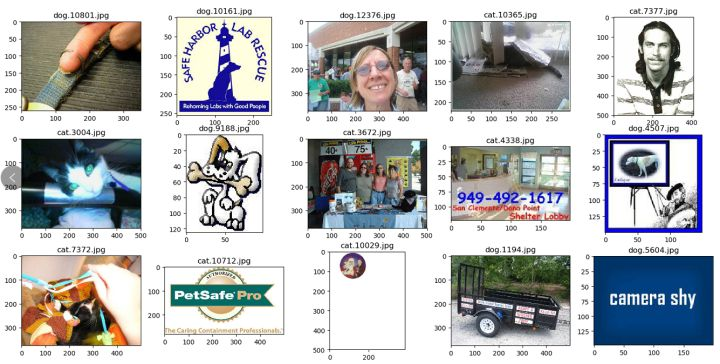 dog.10801.jpg
0
50
100
150
200
250
0 100 200 300
dog.10161.jpg
0
50
100
150
200
250
0 100 200
SAFE HARBOR LAB RESCUE
Rehoming Labs with Good People
dog.12376.jpg
0
100
200
300
0 200 400
cat.10365.jpg
0
50
100
150
200
0 50 100 150 200 250
cat.7377.jpg
0
100
200
300
400
500
0 200 400
cat.3004.jpg
0
100
200
300
0 100 200 300 400 500
dog.9188.jpg
0
20
40
60
80
100
120
0 50
cat.3672.jpg
0
100
200
300
0 100 200 300 400 500
40¢
75¢
cat.4338.jpg
0
25
50
75
100
0 50 100 150
949-492-1617
San Clemente/Dana Point
Shelter Lobby
dog.4507.jpg
0
25
50
75
100
125
0 50 100
cat.7372.jpg
0
100
200
300
0 100 200 300 400 500
cat.10712.jpg
0
50
100
150
0 100 200 300
AUTHORIZED
PetSafe Pro
The Caring Containment Professionals.
cat.10029.jpg
0
100
200
300
400
500
0 200
dog.1194.jpg
0
100
200
300
0 100 200 300 400
dog.5604.jpg
0
100
200
300
0 100 200 300 400
camera shy